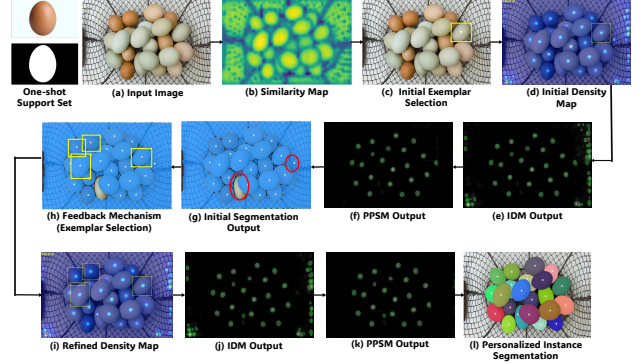 One-shot
Support Set
(a) Input Image
(b) Similarity Map
(c) Initial Exemplar
Selection
(d) Initial Density
Map
(h) Feedback Mechanism
(Exemplar Selection)
(g) Initial Segmentation
Output
(f) PPSM Output
(e) IDM Output
(i) Refined Density Map
(j) IDM Output
(k) PPSM Output
(l) Personalized Instance
Segmentation